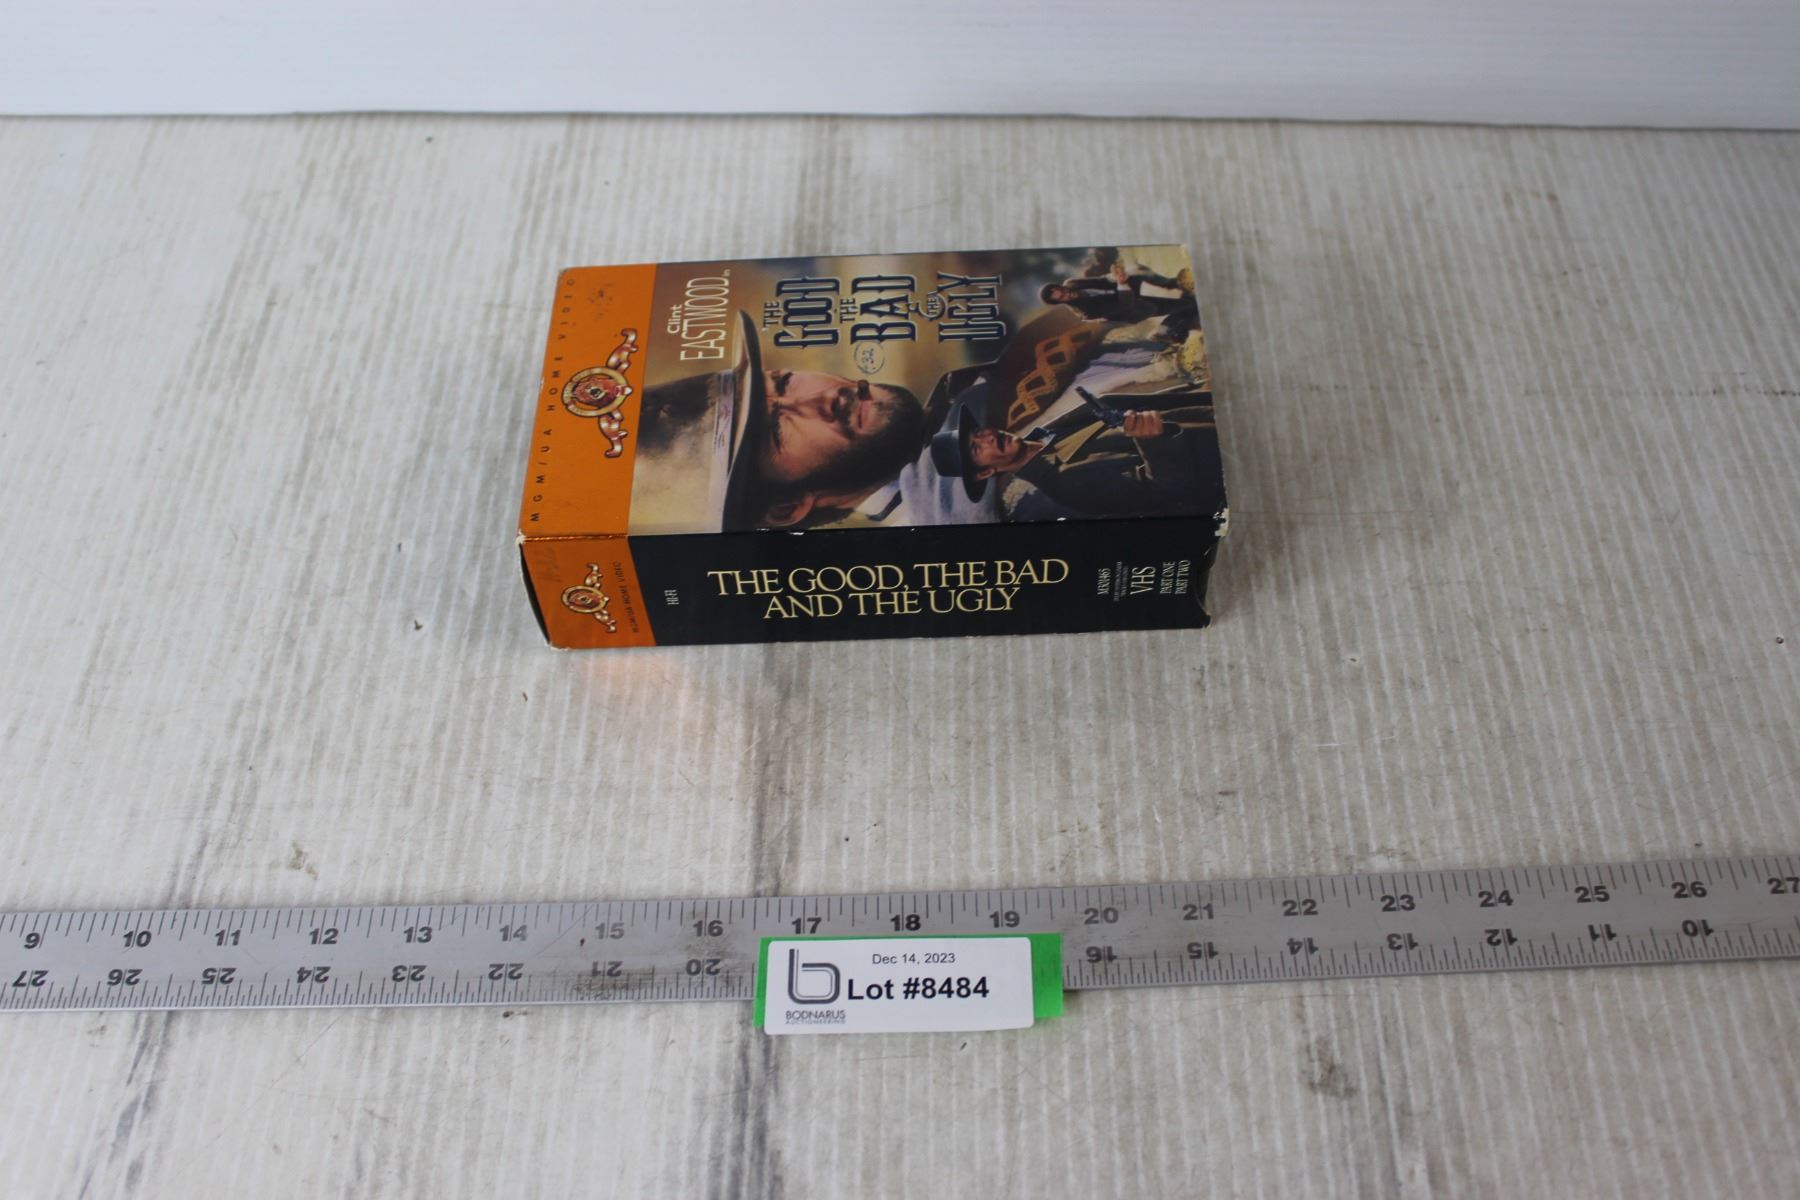 MGM/UA HOME VIDEO
Clint
EASTWOOD in
THE
GOOD
THE
BAD
&
THE
UGLY
32
MGM/UA HOME VIDEO
HI-FI
THE GOOD, THE BAD
AND THE UGLY
VHS
PART ONE
PART TWO
9 10 11 12 13 14 15 16 17 18 19 20 21 22 23 24 25 26 27
27 26 25 24 23 22 21 20 16 15 14 13 12 11 10
Dec 14, 2023
Lot #8484
BODNARUS
AUCTIONEERING